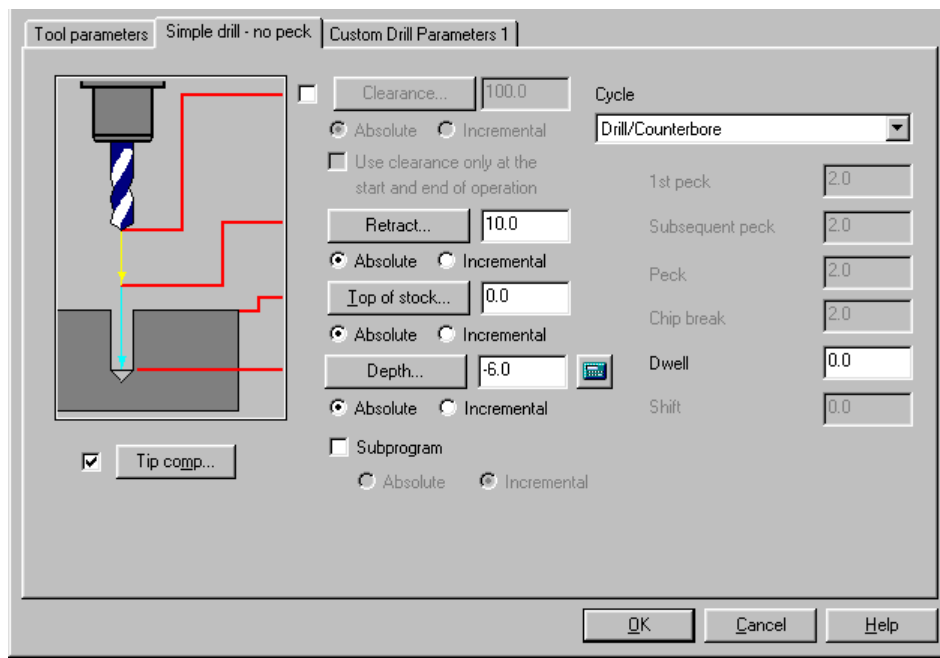 Tool parameters Simple drill - no peck Custom Drill Parameters 1
Clearance... 100.0
Absolute Incremental
Use clearance only at the
start and end of operation
Retract... 10.0
Absolute Incremental
Top of stock... 0.0
Absolute Incremental
Depth... -6.0
Absolute Incremental
Subprogram
Absolute Incremental
Tip comp...
Cycle
Drill/Counterbore
1st peck 2.0
Subsequent peck 2.0
Peck 2.0
Chip break 2.0
Dwell 0.0
Shift 0.0
OK Cancel Help